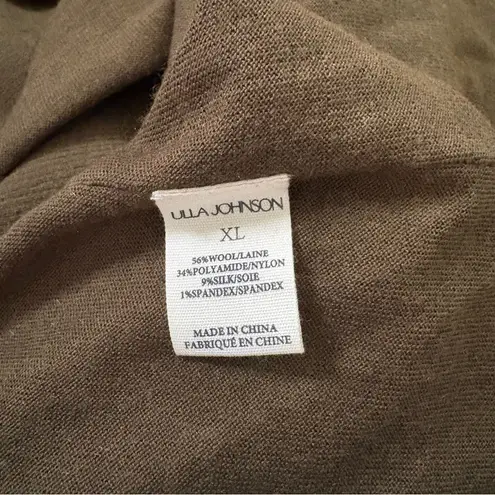 ULLA JOHNSON
XL
56%WOOL/LAINE
34%POLYAMIDE/NYLON
9%SILK/SOIE
1%SPANDEX/SPANDEX
MADE IN CHINA
FABRIQUÉ EN CHINE